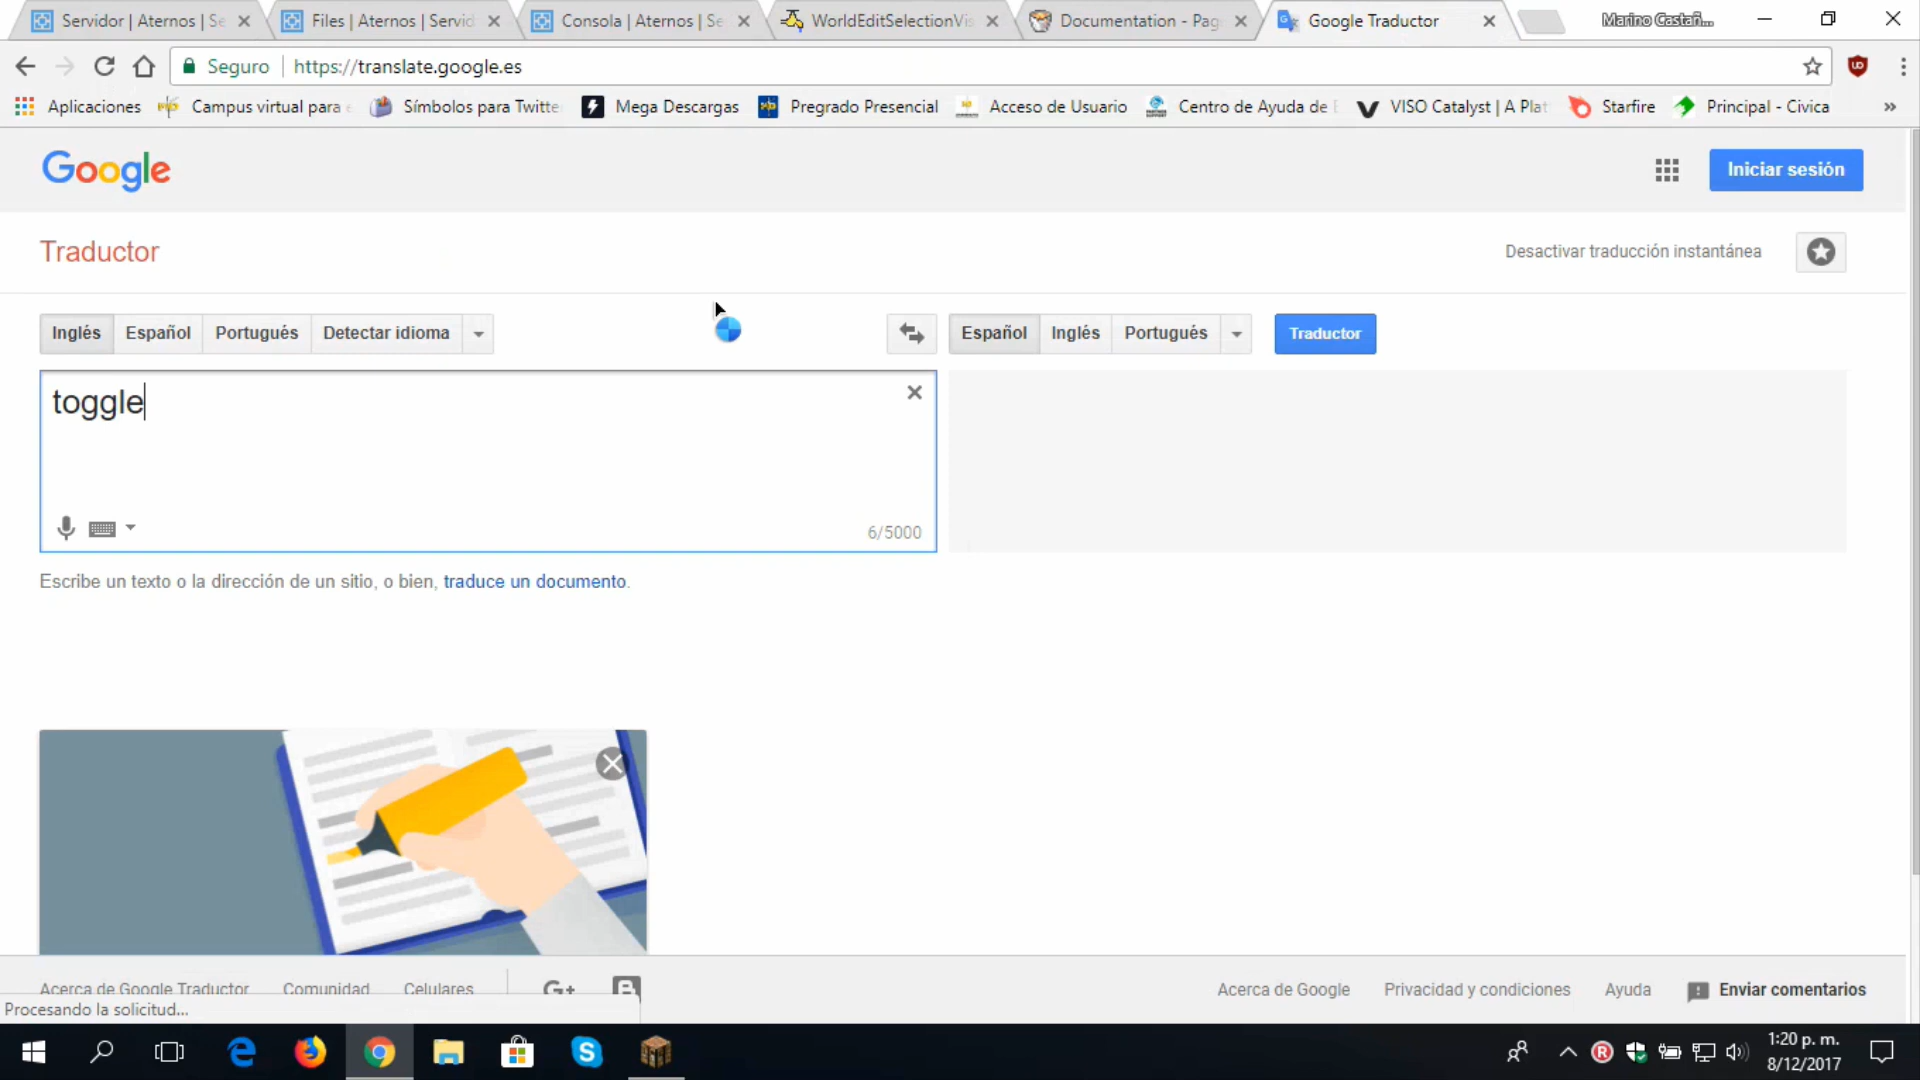 Servidor | Aternos | Se
Files | Aternos | Servid
Consola | Aternos | Se
WorldEditSelectionVis
Documentation - Pag
Google Traductor
Marino Castañ...
Seguro
https://translate.google.es
Aplicaciones
Campus virtual para e
Símbolos para Twitte
Mega Descargas
Pregrado Presencial
Acceso de Usuario
Centro de Ayuda de E
VISO Catalyst | A Plat
Starfire
Principal - Civica
»
Google
Iniciar sesión
Traductor
Desactivar traducción instantánea
Inglés
Español
Portugués
Detectar idioma
Español
Inglés
Portugués
Traductor
toggle
6/5000
Escribe un texto o la dirección de un sitio, o bien, traduce un documento.
Acerca de Google Traductor
Comunidad
Celulares
G+
Acerca de Google
Privacidad y condiciones
Ayuda
Enviar comentarios
Procesando la solicitud...
1:20 p. m.
8/12/2017